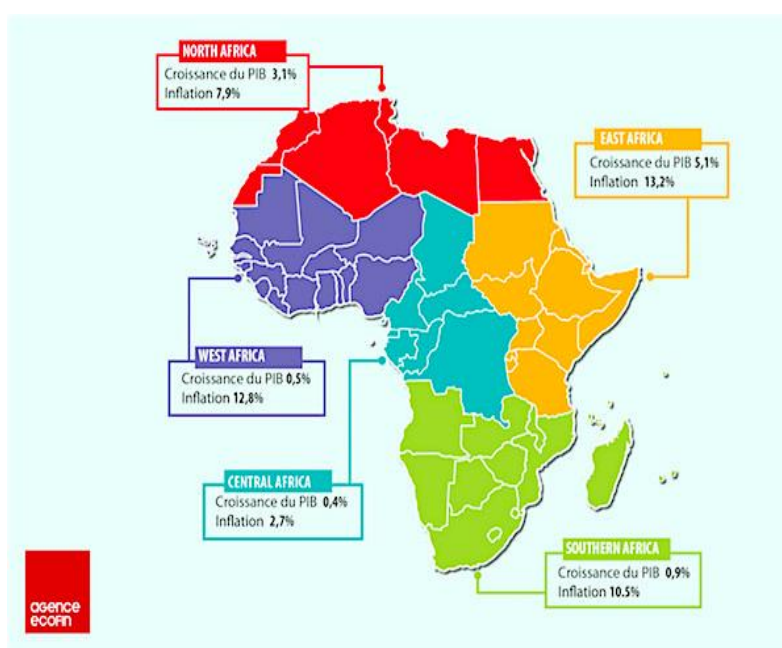 NORTH AFRICA
Croissance du PIB 3,1%
Inflation 7,9%
EAST AFRICA
Croissance du PIB 5,1%
Inflation 13,2%
WEST AFRICA
Croissance du PIB 0,5%
Inflation 12,8%
CENTRAL AFRICA
Croissance du PIB 0,4%
Inflation 2,7%
SOUTHERN AFRICA
Croissance du PIB 0,9%
Inflation 10.5%
agence
ecofin